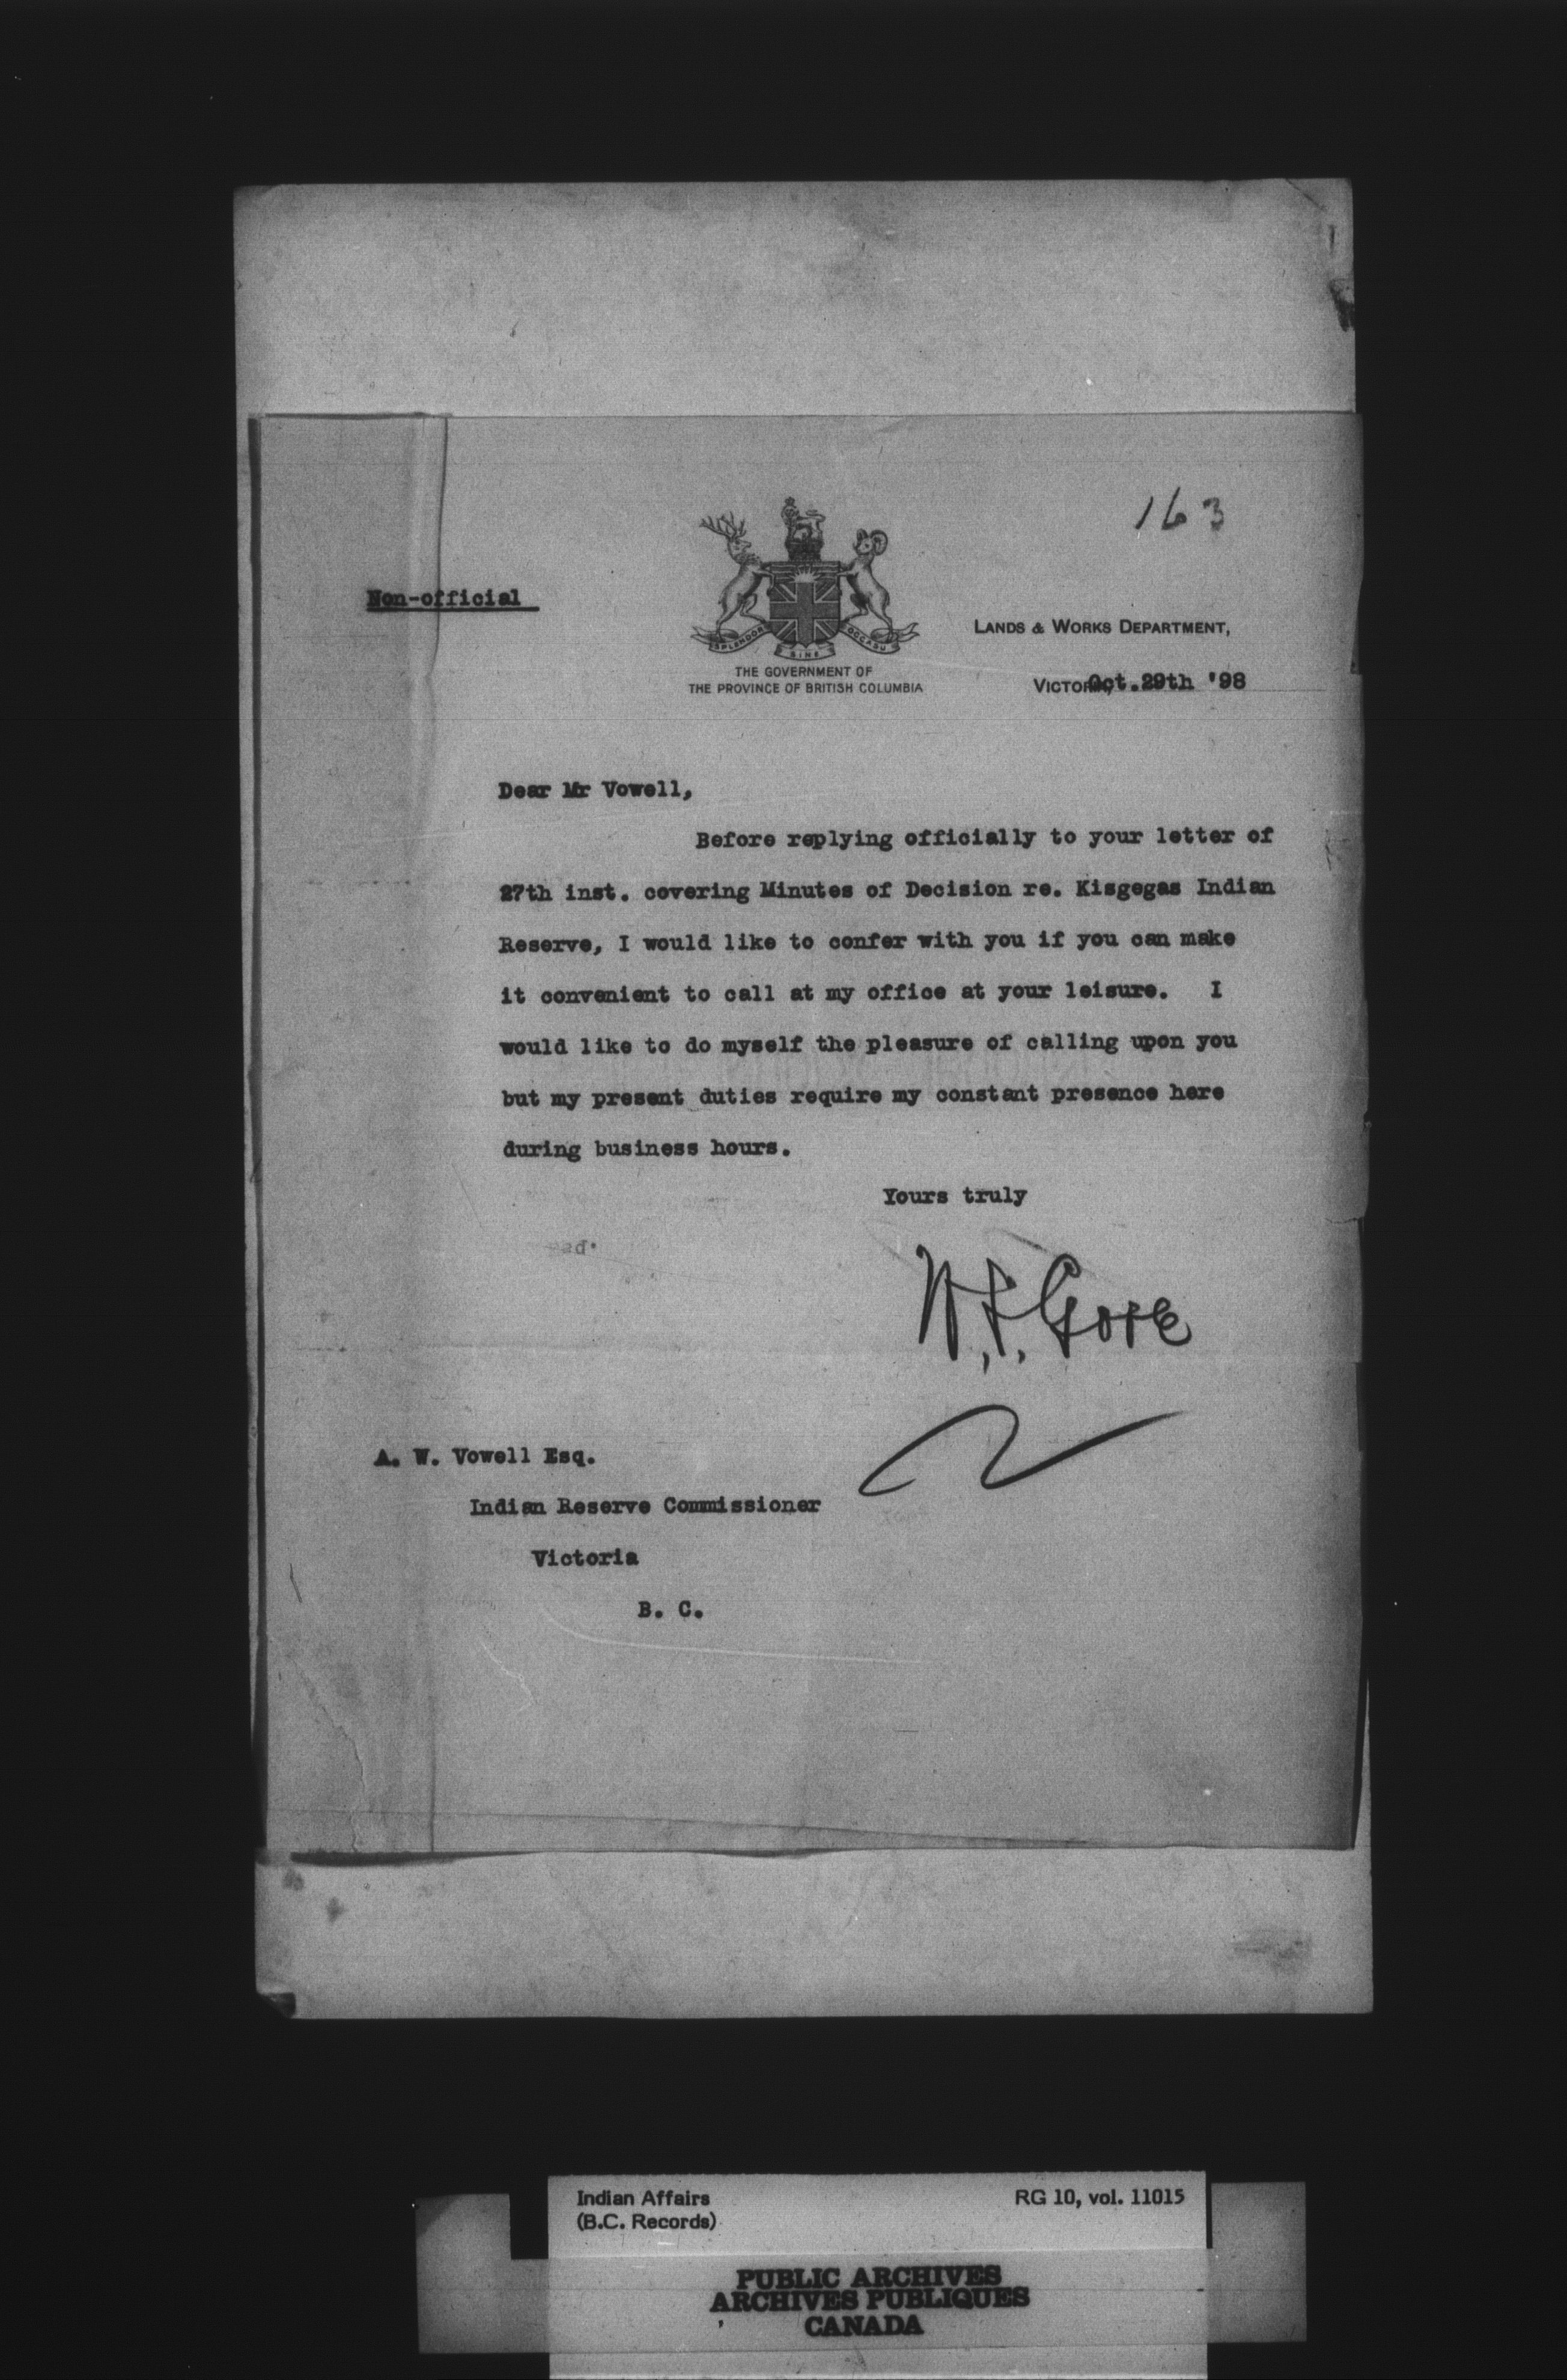 163
Non-official
SPLENDOR SINE OCCASU
THE GOVERNMENT OF
THE PROVINCE OF BRITISH COLUMBIA
LANDS & WORKS DEPARTMENT,
VICTORIA, Oct.29th '98
Dear Mr Vowell,
Before replying officially to your letter of
27th inst. covering Minutes of Decision re. Kisgegas Indian
Reserve, I would like to confer with you if you can make
it convenient to call at my office at your leisure. I
would like to do myself the pleasure of calling upon you
but my present duties require my constant presence here
during business hours.
Yours truly
W.S. Gore
A. W. Vowell Esq.
Indian Reserve Commissioner
Victoria
B. C.
Indian Affairs
(B.C. Records)
RG 10, vol. 11015
PUBLIC ARCHIVES
ARCHIVES PUBLIQUES
CANADA